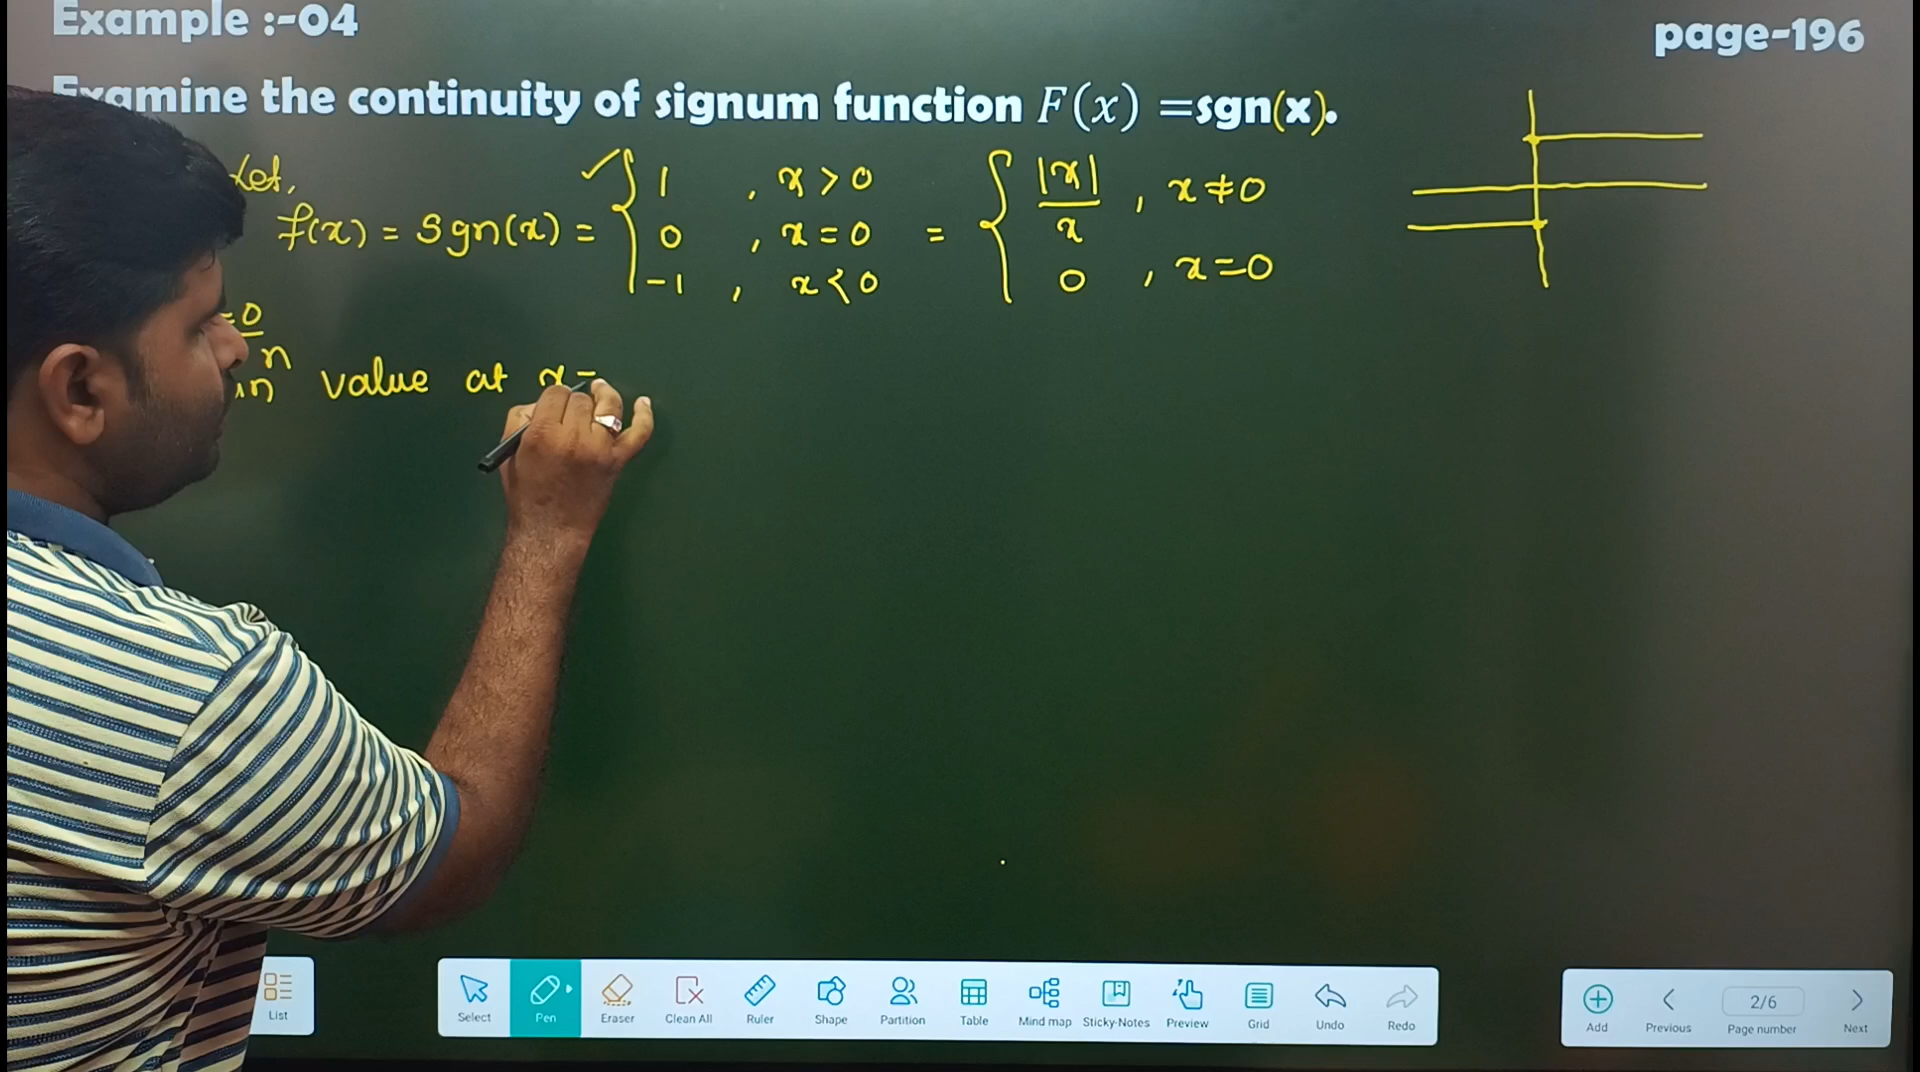 Example :-04
page-196
Examine the continuity of signum function F(x) =sgn(x).
Let,
f(x) = Sgn(x) = { 1 , x > 0
0 , x = 0
-1 , x < 0
= { |x|/x , x ≠ 0
0 , x = 0
=0
n value at x=
List
Select
Pen
Eraser
Clean All
Ruler
Shape
Partition
Table
Mind map
Sticky-Notes
Preview
Grid
Undo
Redo
Add
Previous
2/6
Page number
Next